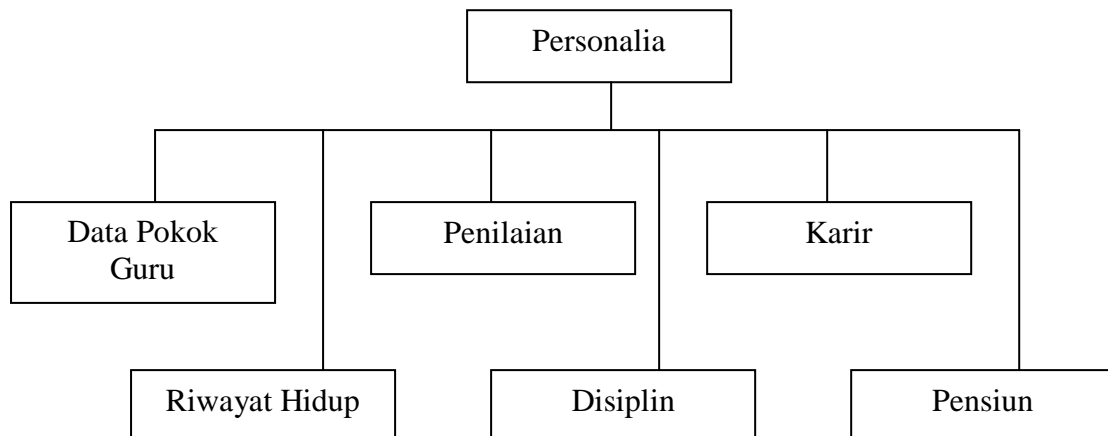 Personalia
Data Pokok
Guru
Penilaian
Karir
Riwayat Hidup
Disiplin
Pensiun